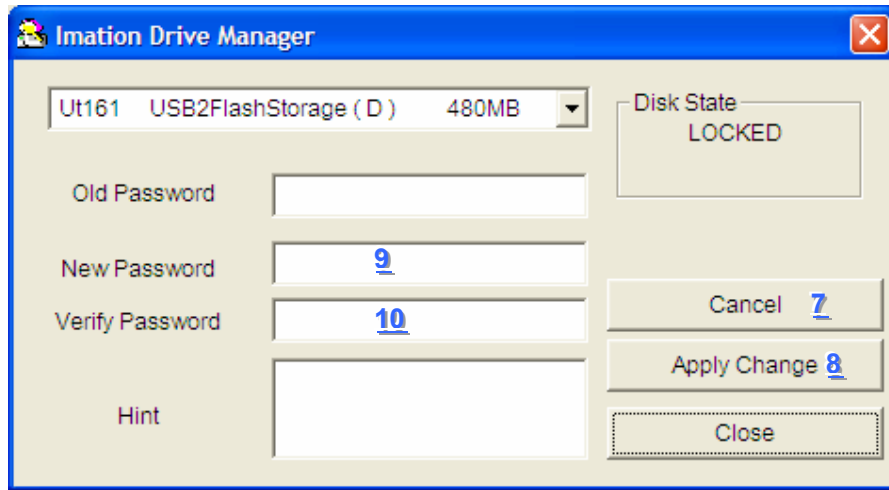 Imation Drive Manager
Ut161 USB2FlashStorage ( D ) 480MB
Disk State
LOCKED
Old Password
New Password 9
Verify Password 10
Cancel 7
Apply Change 8
Hint
Close